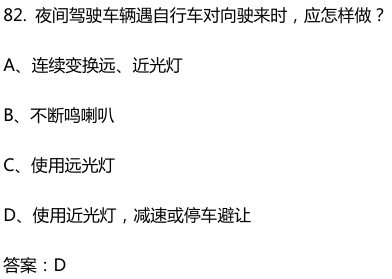 82. 夜间驾驶车辆遇自行车对向驶来时，应怎样做？
A、连续变换远、近光灯
B、不断鸣喇叭
C、使用远光灯
D、使用近光灯，减速或停车避让
答案：D